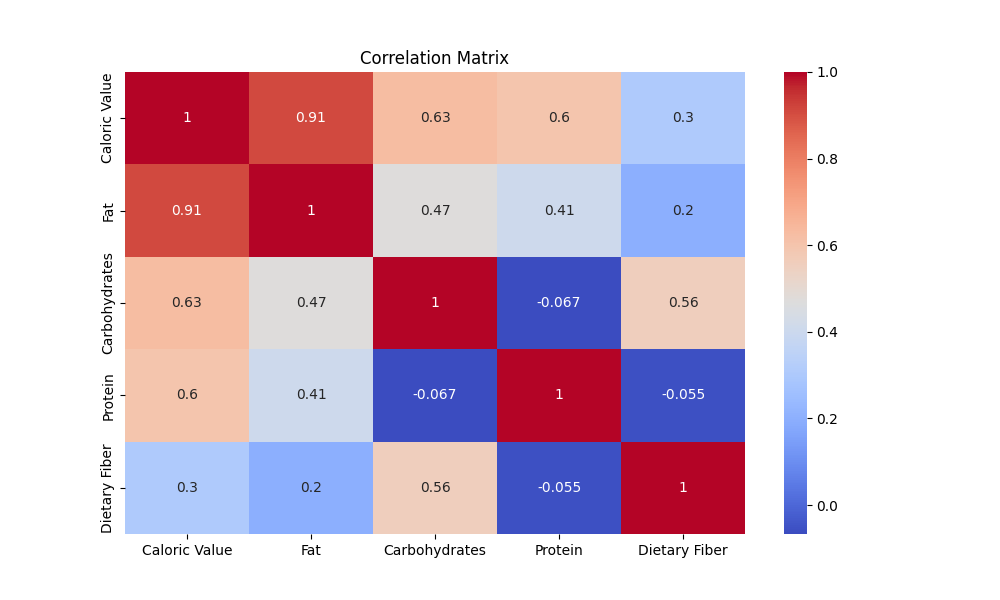 Correlation Matrix
Caloric Value 1 0.91 0.63 0.6 0.3
Fat 0.91 1 0.47 0.41 0.2
Carbohydrates 0.63 0.47 1 -0.067 0.56
Protein 0.6 0.41 -0.067 1 -0.055
Dietary Fiber 0.3 0.2 0.56 -0.055 1
Caloric Value Fat Carbohydrates Protein Dietary Fiber
1.0
0.8
0.6
0.4
0.2
0.0